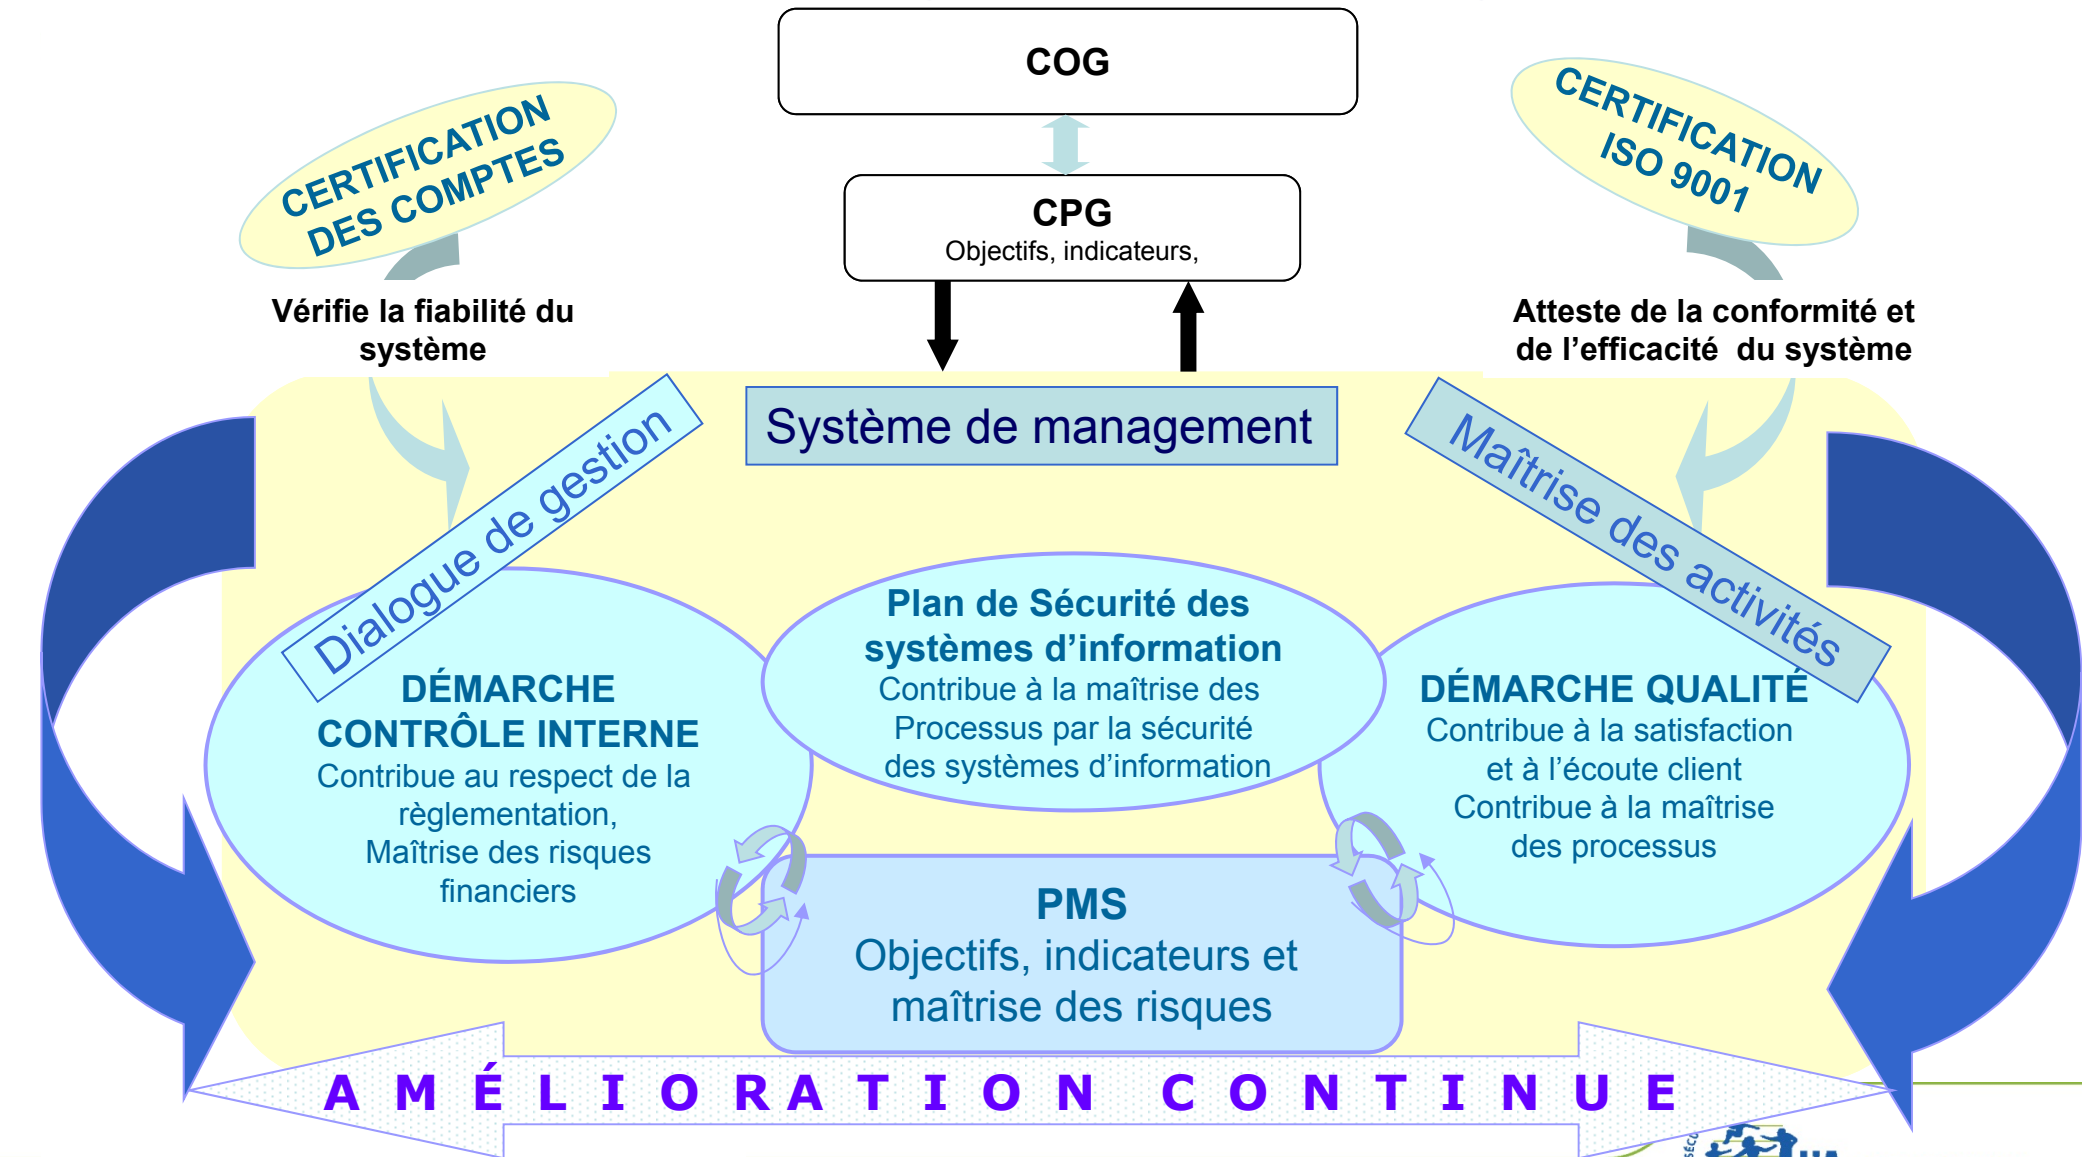 COG
CERTIFICATION
DES COMPTES
CERTIFICATION
ISO 9001
CPG
Objectifs, indicateurs,
Vérifie la fiabilité du
système
Atteste de la conformité et
de l’efficacité  du système
Système de management
Dialogue de gestion
Maîtrise des activités
Plan de Sécurité des
systèmes d’information
Contribue à la maîtrise des
Processus par la sécurité
des systèmes d’information
DÉMARCHE
CONTRÔLE INTERNE
Contribue au respect de la
règlementation,
Maîtrise des risques
financiers
DÉMARCHE QUALITÉ
Contribue à la satisfaction
et à l’écoute client
Contribue à la maîtrise
des processus
PMS
Objectifs, indicateurs et
maîtrise des risques
AMÉLIORATION CONTINUE